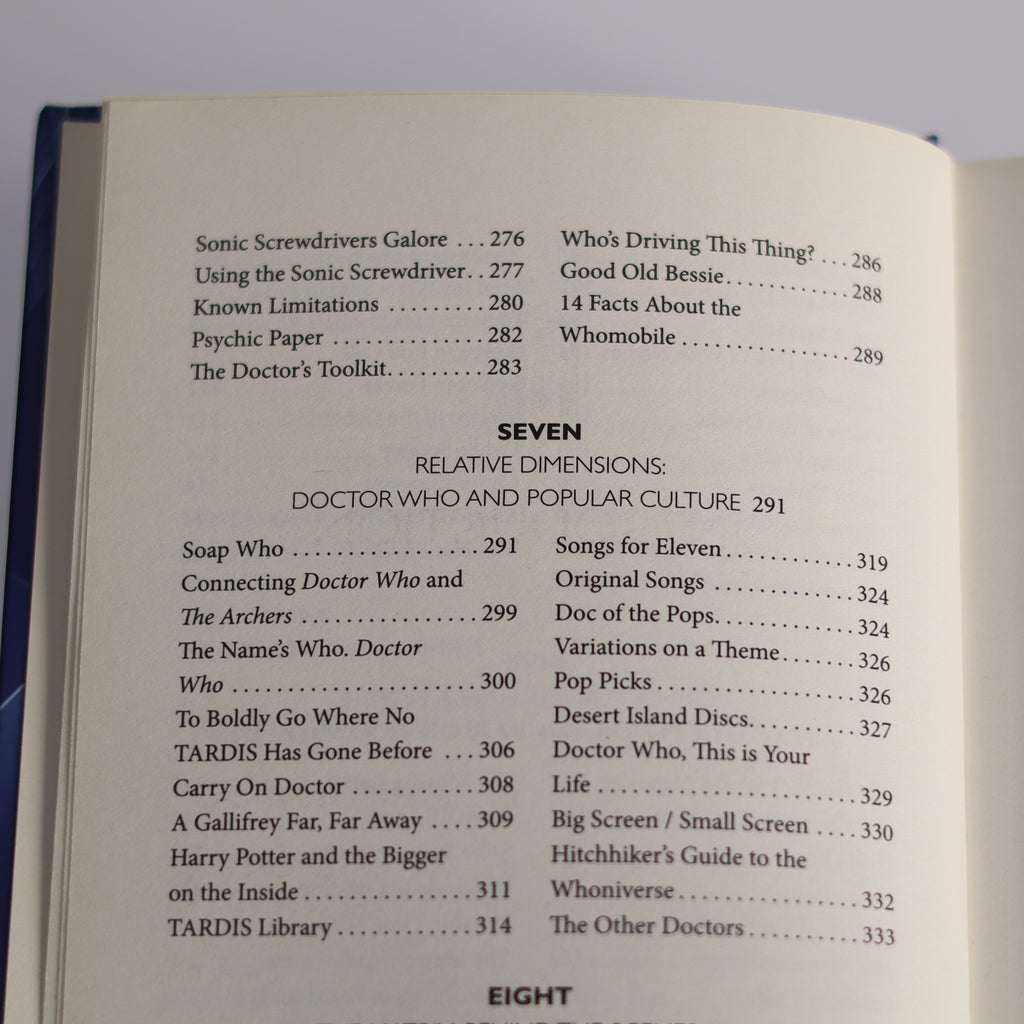 Sonic Screwdrivers Galore ...276
Using the Sonic Screwdriver..277
Known Limitations .........280
Psychic Paper ..............282
The Doctor's Toolkit.........283
Who's Driving This Thing? ...286
Good Old Bessie............288
14 Facts About the
Whomobile ................289
SEVEN
RELATIVE DIMENSIONS:
DOCTOR WHO AND POPULAR CULTURE 291
Soap Who .................291
Connecting Doctor Who and
The Archers ................299
The Name's Who. Doctor
Who ......................300
To Boldly Go Where No
TARDIS Has Gone Before ...306
Carry On Doctor ...........308
A Gallifrey Far, Far Away ....309
Harry Potter and the Bigger
on the Inside ...............311
TARDIS Library ............314
Songs for Eleven ............319
Original Songs .............324
Doc of the Pops.............324
Variations on a Theme.......326
Pop Picks ..................326
Desert Island Discs..........327
Doctor Who, This is Your
Life .......................329
Big Screen / Small Screen ....330
Hitchhiker's Guide to the
Whoniverse ................332
The Other Doctors..........333
EIGHT